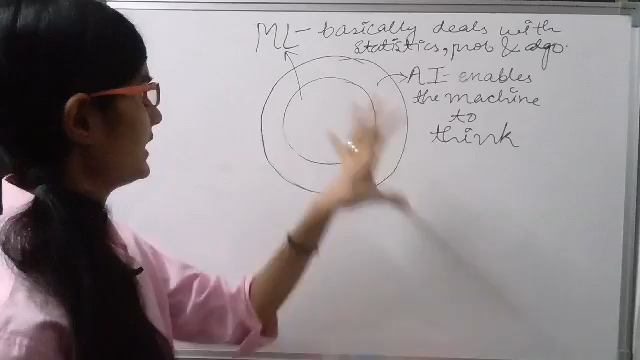 ML - basically deals with
statistics, prob & algo.
AI - enables
the machine
to
think